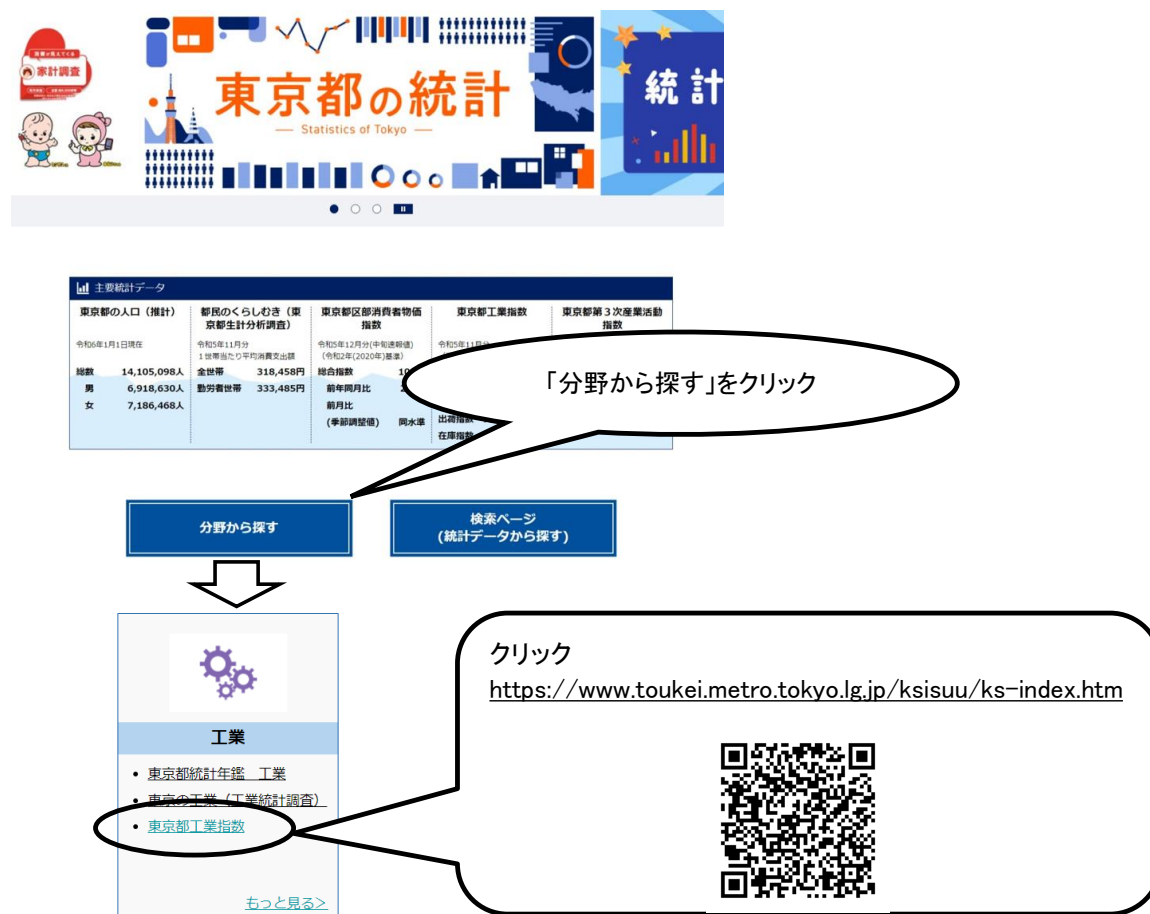 家計調査
東京都の統計
Statistics of Tokyo
統計
主要統計データ
東京都の人口（推計）
令和6年1月1日現在
総数 14,105,098人
男 6,918,630人
女 7,186,468人
都民のくらしむき（東
京都生計分析調査）
令和5年11月分
１世帯当たり平均消費支出額
全世帯 318,458円
勤労者世帯 333,485円
東京都区部消費者物価
指数
令和5年12月分(中旬速報値)
（令和2年(2020年)基準）
総合指数
前年同月比
前月比
(季節調整値) 同水準
東京都工業指数
令和5年11月分
出荷指数
在庫指数
東京都第３次産業活動
指数
「分野から探す」をクリック
分野から探す
検索ページ
(統計データから探す)
工業
• 東京都統計年鑑　工業
• 東京の工業（工業統計調査）
• 東京都工業指数
もっと見る>
クリック
https://www.toukei.metro.tokyo.lg.jp/ksisuu/ks-index.htm